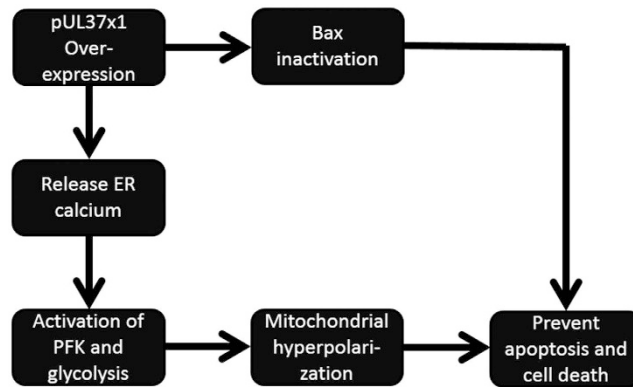 pUL37x1
Over-
expression
Bax
inactivation
Release ER
calcium
Activation of
PFK and
glycolysis
Mitochondrial
hyperpolari-
zation
Prevent
apoptosis and
cell death